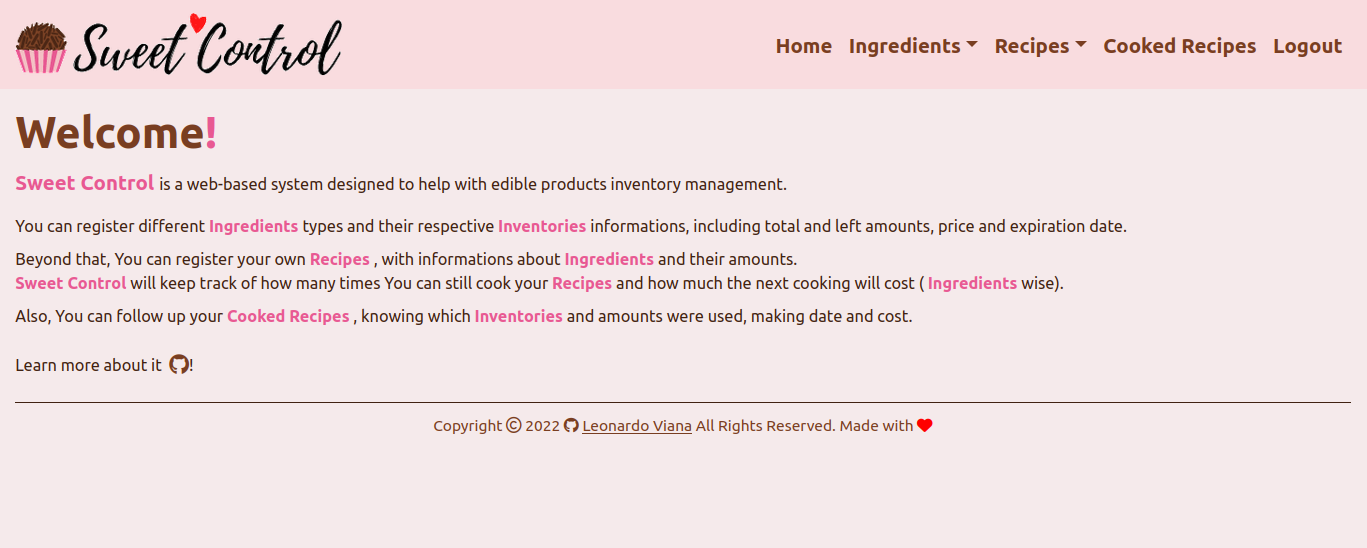 Sweet Control
Home Ingredients Recipes Cooked Recipes Logout
Welcome!
Sweet Control is a web-based system designed to help with edible products inventory management.
You can register different Ingredients types and their respective Inventories informations, including total and left amounts, price and expiration date.
Beyond that, You can register your own Recipes , with informations about Ingredients and their amounts.
Sweet Control will keep track of how many times You can still cook your Recipes and how much the next cooking will cost ( Ingredients wise).
Also, You can follow up your Cooked Recipes , knowing which Inventories and amounts were used, making date and cost.
Learn more about it !
Copyright © 2022 Leonardo Viana All Rights Reserved. Made with